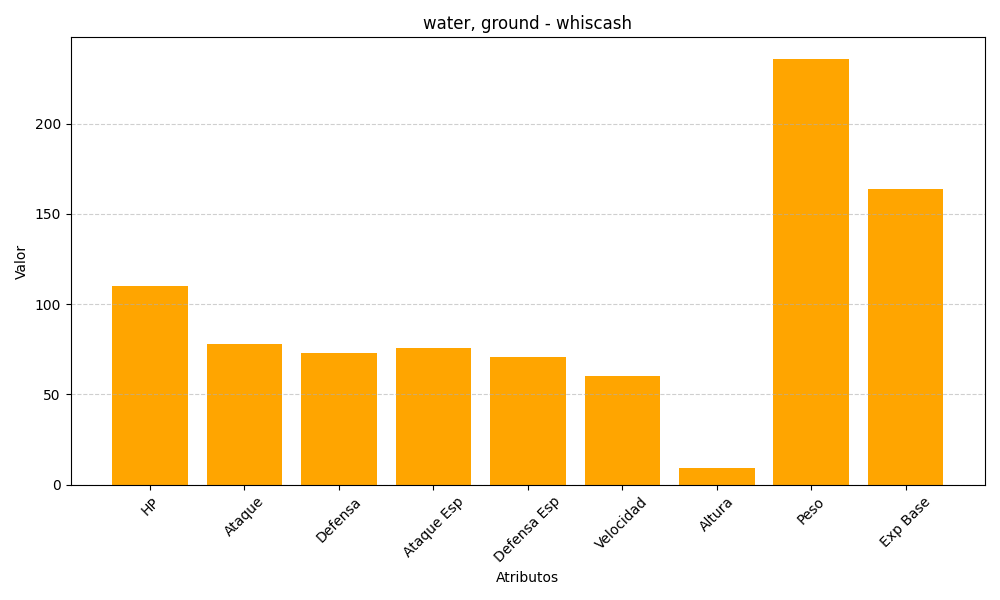 water, ground - whiscash
Valor
200
150
100
50
0
HP
Ataque
Defensa
Ataque Esp
Defensa Esp
Velocidad
Altura
Peso
Exp Base
Atributos